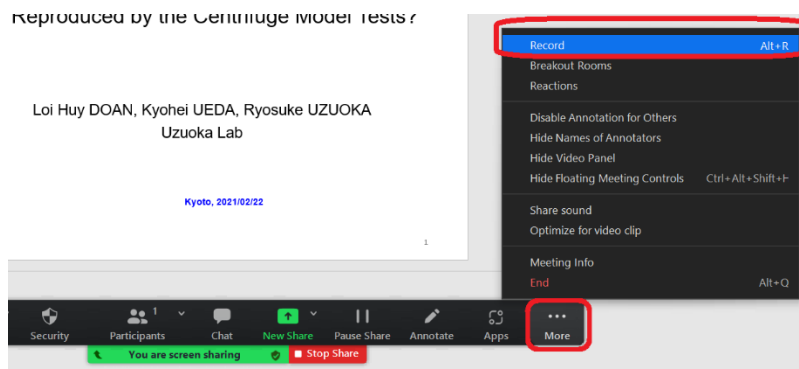 Reproduced by the Centrifuge Model Tests?
Loi Huy DOAN, Kyohei UEDA, Ryosuke UZUOKA
Uzuoka Lab
Kyoto, 2021/02/22
1
Record Alt+R
Breakout Rooms
Reactions
Disable Annotation for Others
Hide Names of Annotators
Hide Video Panel
Hide Floating Meeting Controls Ctrl+Alt+Shift+H
Share sound
Optimize for video clip
Meeting Info
End Alt+Q
1
Security Participants Chat New Share Pause Share Annotate Apps More
You are screen sharing Stop Share